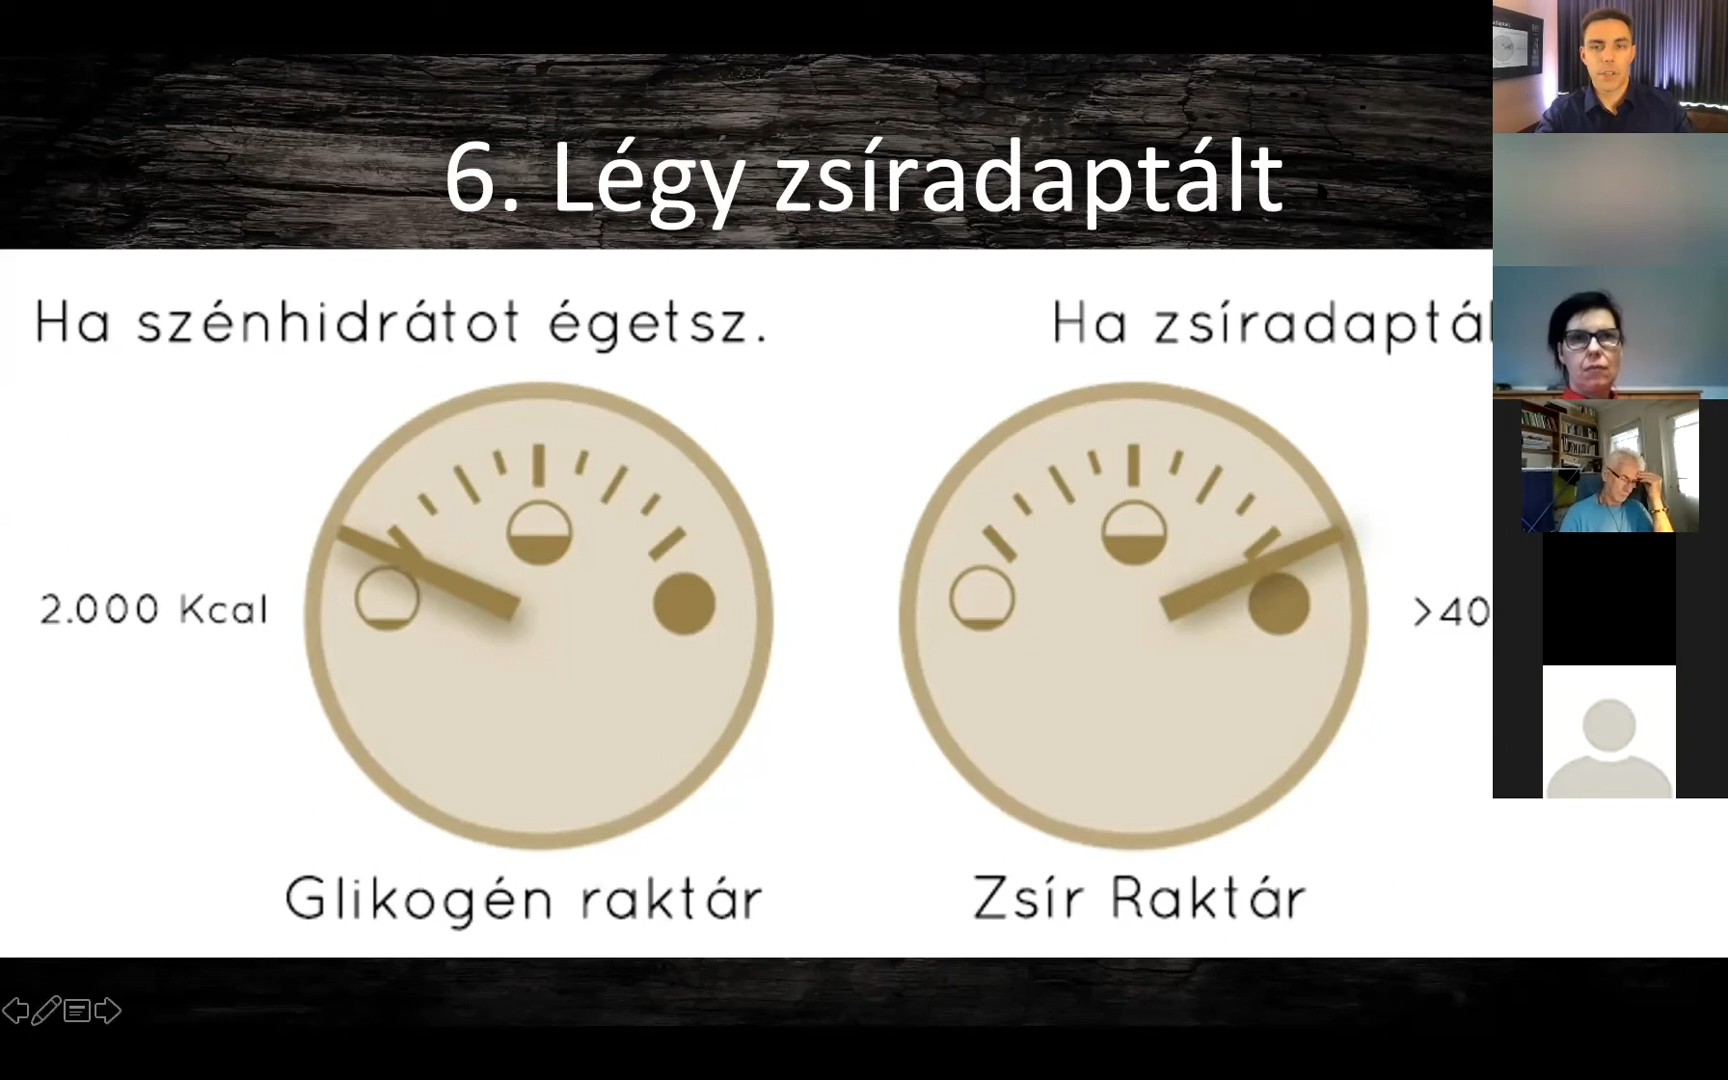 6. Légy zsíradaptált
Ha szénhidrátot égetsz.
Ha zsíradaptál
2.000 Kcal
>40
Glikogén raktár
Zsír Raktár